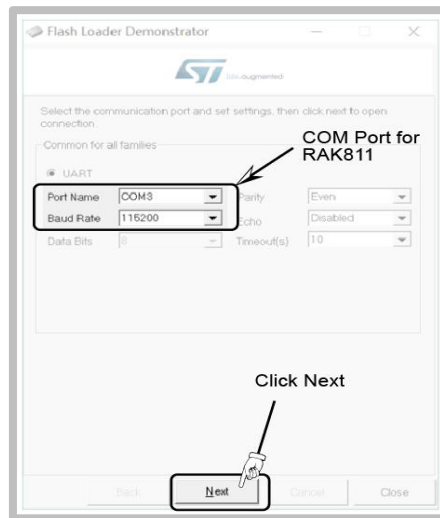 Flash Loader Demonstrator
ST life.augmented
Select the communication port and set settings, then click next to open
connection.
Common for all families
UART
Port Name COM3 Parity Even
Baud Rate 115200 Echo Disabled
Data Bits 8 Timeout(s) 10
COM Port for
RAK811
Click Next
Back Next Cancel Close